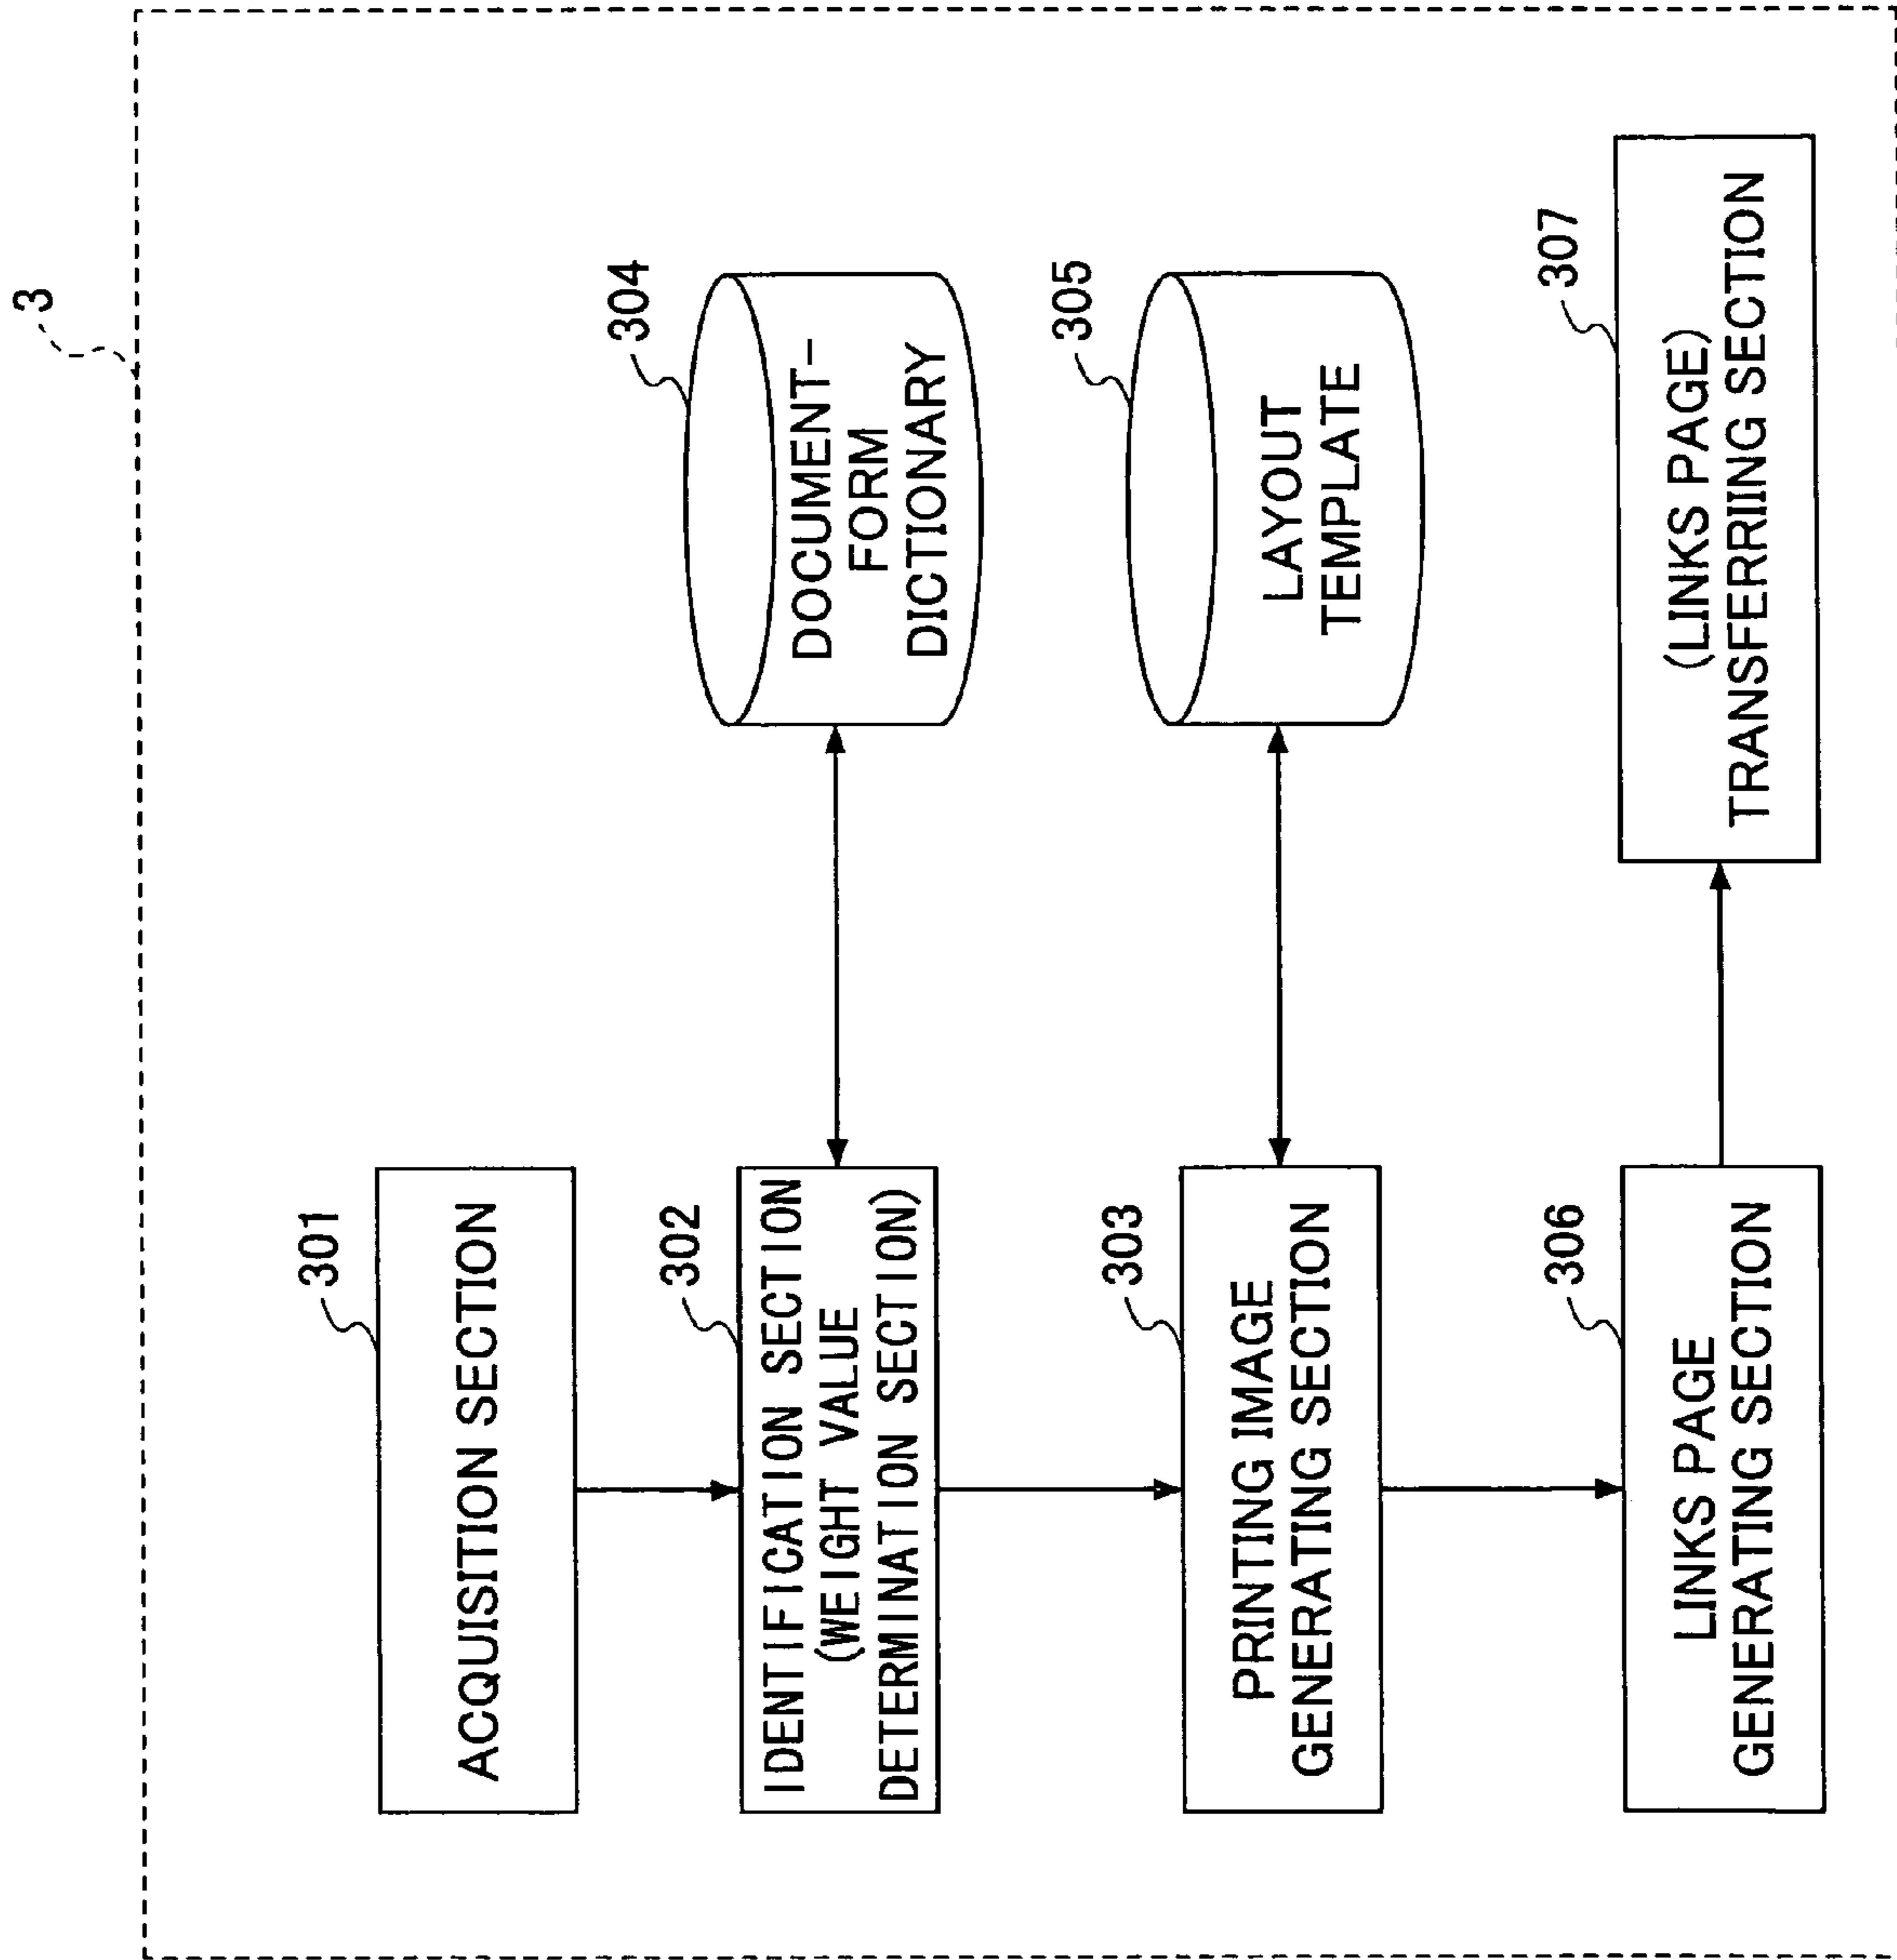 3
301
ACQUISITION SECTION
302
IDENTIFICATION SECTION
(WEIGHT VALUE
DETERMINATION SECTION)
304
DOCUMENT-
FORM
DICTIONARY
303
PRINTING IMAGE
GENERATING SECTION
305
LAYOUT
TEMPLATE
306
LINKS PAGE
GENERATING SECTION
307
(LINKS PAGE)
TRANSFERRIING SECTION